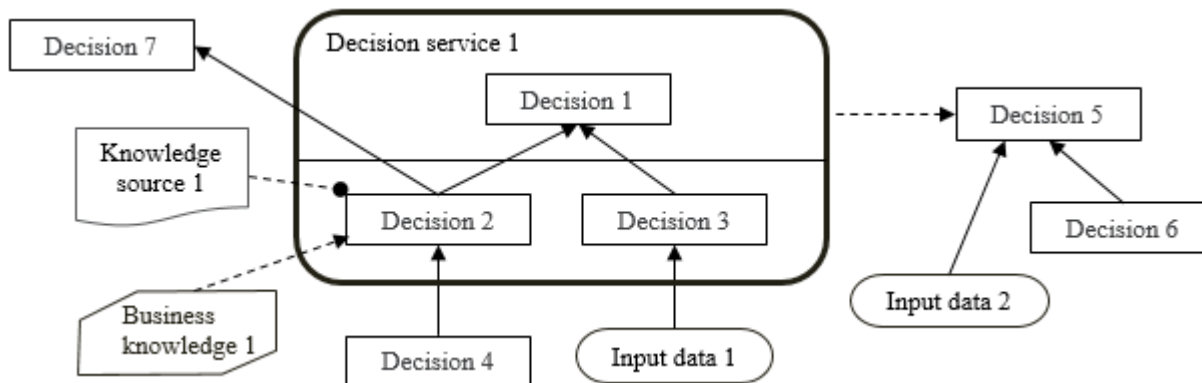 Decision 7
Decision service 1
Decision 1
Decision 5
Knowledge
source 1
Decision 2
Decision 3
Decision 6
Business
knowledge 1
Decision 4
Input data 1
Input data 2